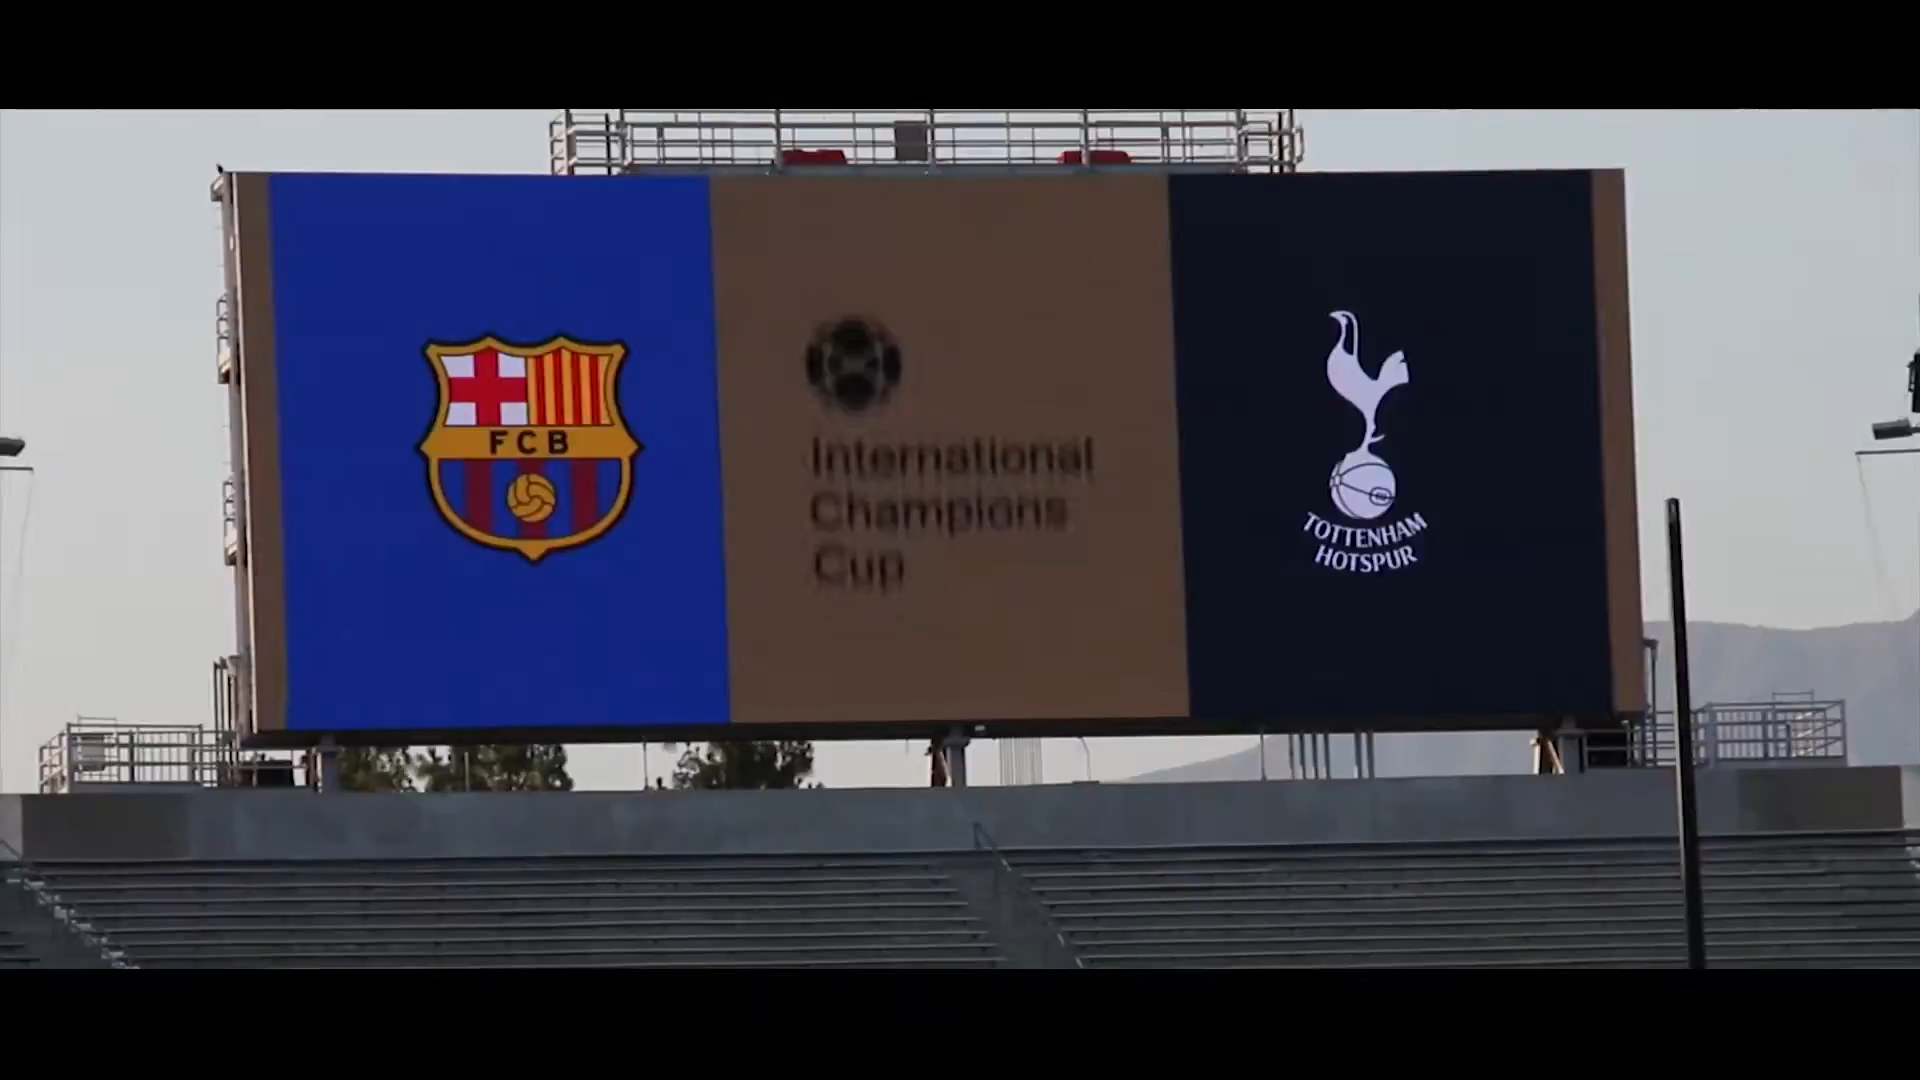 FCB
International
Champions
Cup
TOTTENHAM
HOTSPUR